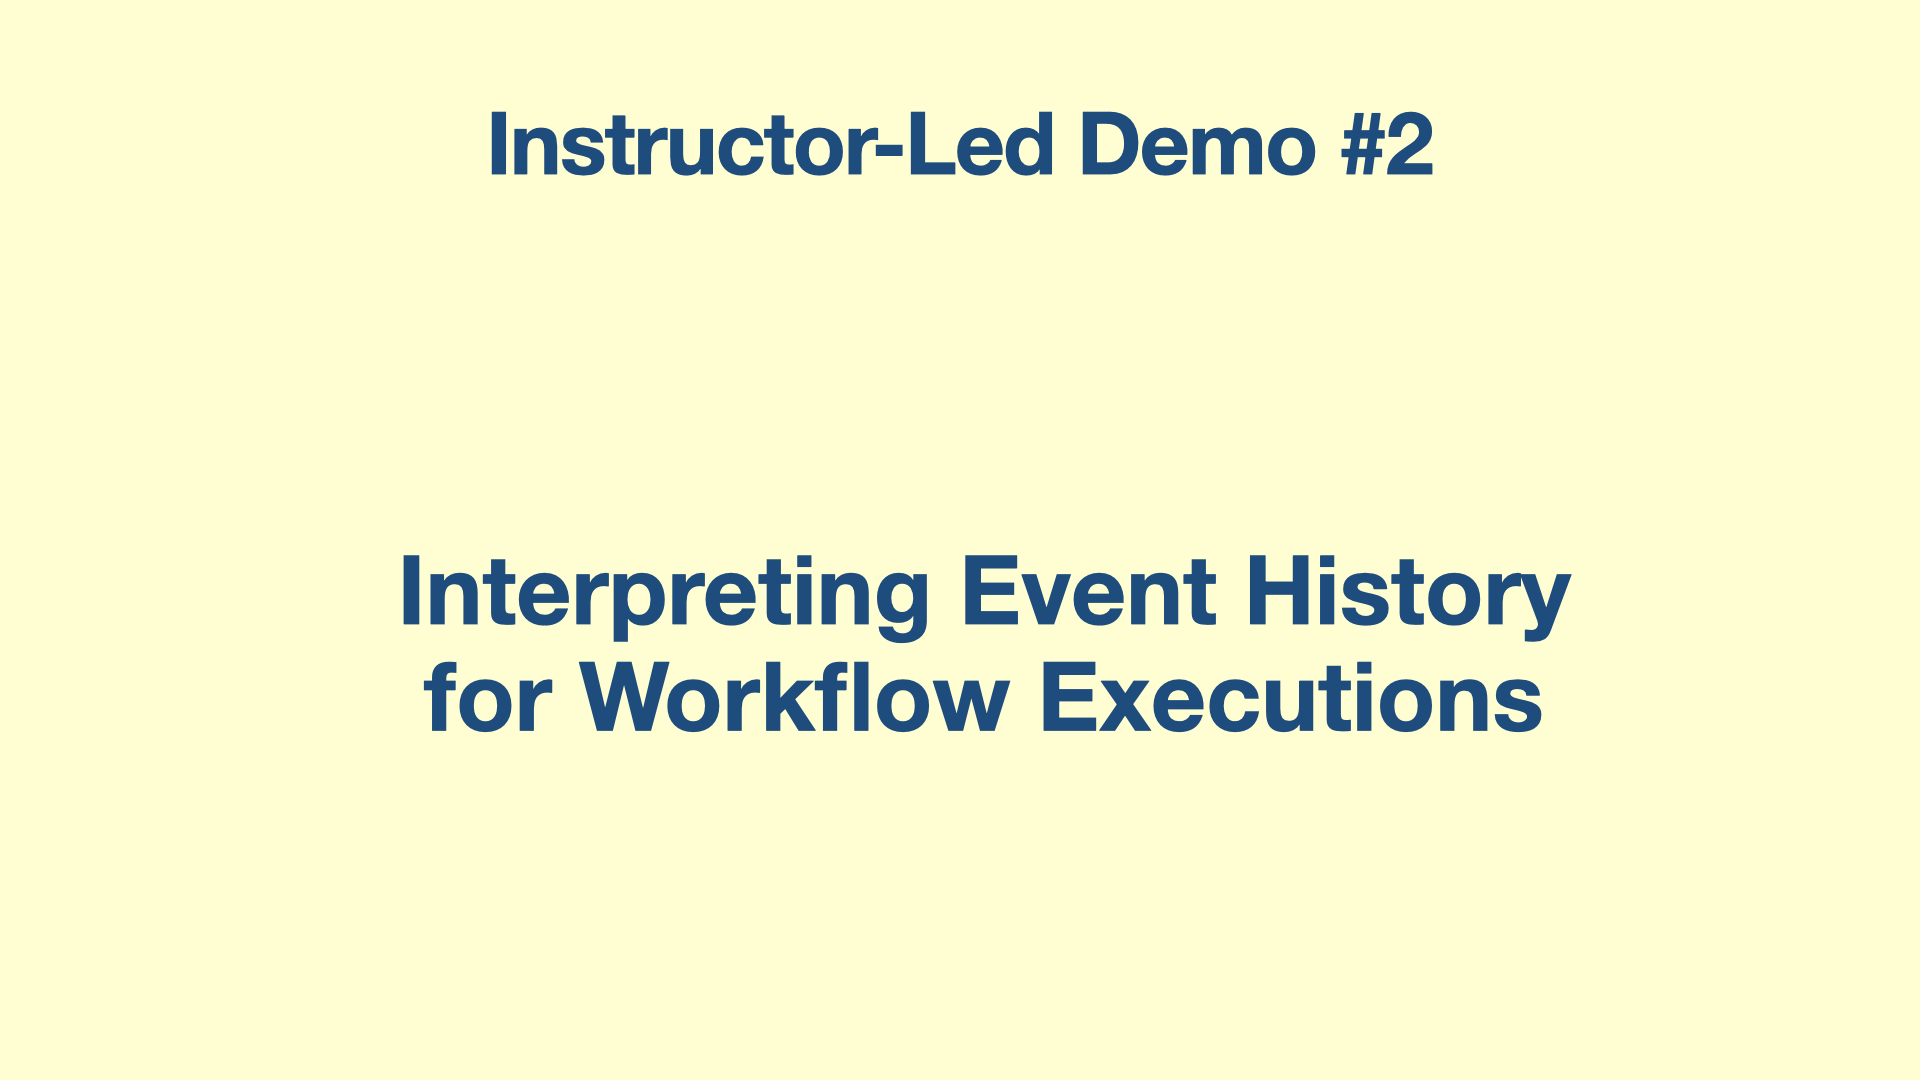 Instructor-Led Demo #2
Interpreting Event History
for Workflow Executions